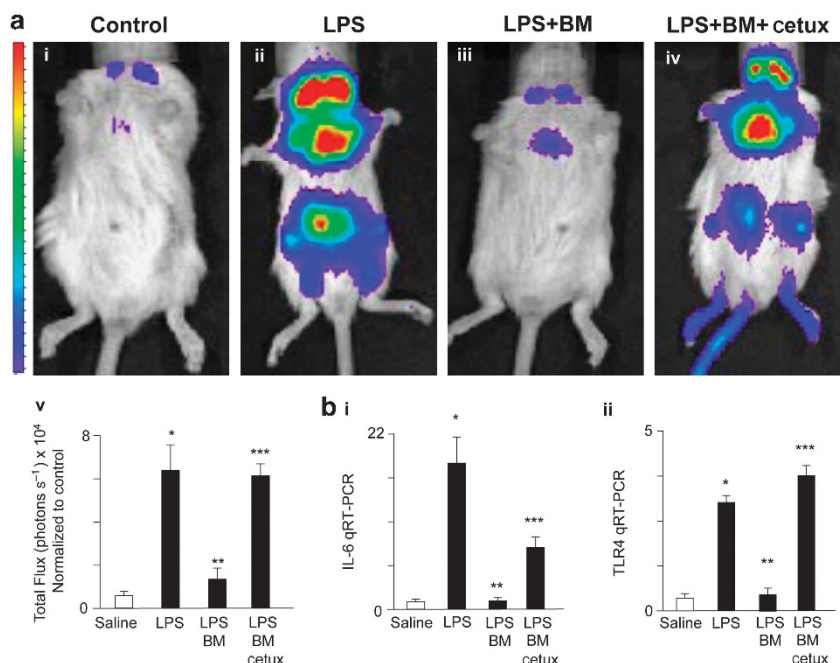 a
Control
LPS
LPS+BM
LPS+BM+ cetux
i
ii
iii
iv
v
Total Flux (photons s⁻¹) x 10⁴
Normalized to control
8
0
*
**
***
Saline
LPS
LPS
BM
LPS
BM
cetux
b i
IL-6 qRT-PCR
22
0
*
**
***
Saline
LPS
LPS
BM
LPS
BM
cetux
ii
TLR4 qRT-PCR
5
0
*
**
***
Saline
LPS
LPS
BM
LPS
BM
cetux